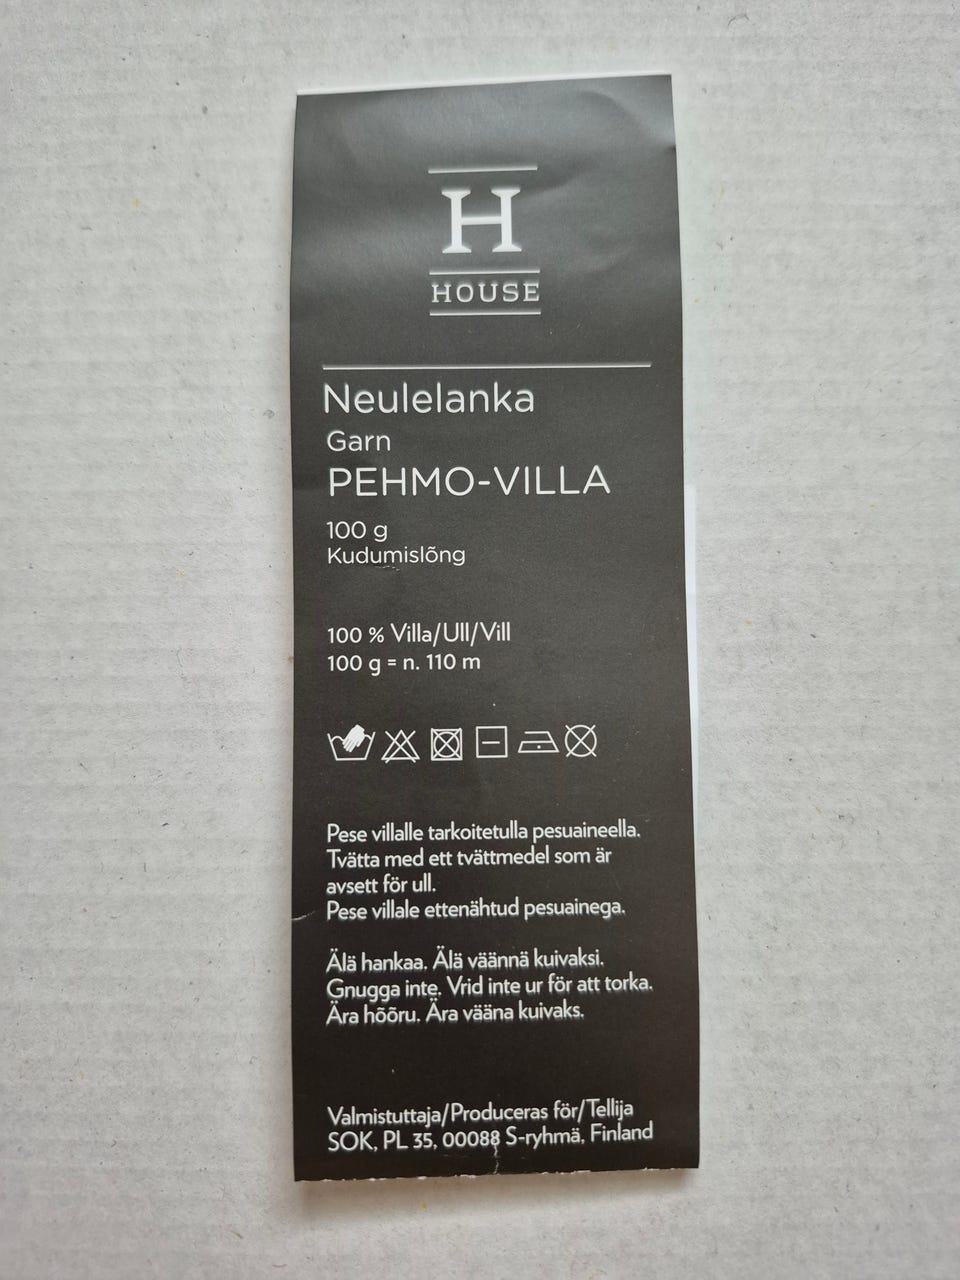 H
HOUSE
Neulelanka
Garn
PEHMO-VILLA
100 g
Kudumislõng
100 % Villa/Ull/Vill
100 g = n. 110 m
Pese villalle tarkoitetulla pesuaineella.
Tvätta med ett tvättmedel som är
avsett för ull.
Pese villale ettenähtud pesuainega.
Älä hankaa. Älä väännä kuivaksi.
Gnugga inte. Vrid inte ur för att torka.
Ära hõõru. Ära vääna kuivaks.
Valmistuttaja/Produceras för/Tellija
SOK, PL 35, 00088 S-ryhmä, Finland